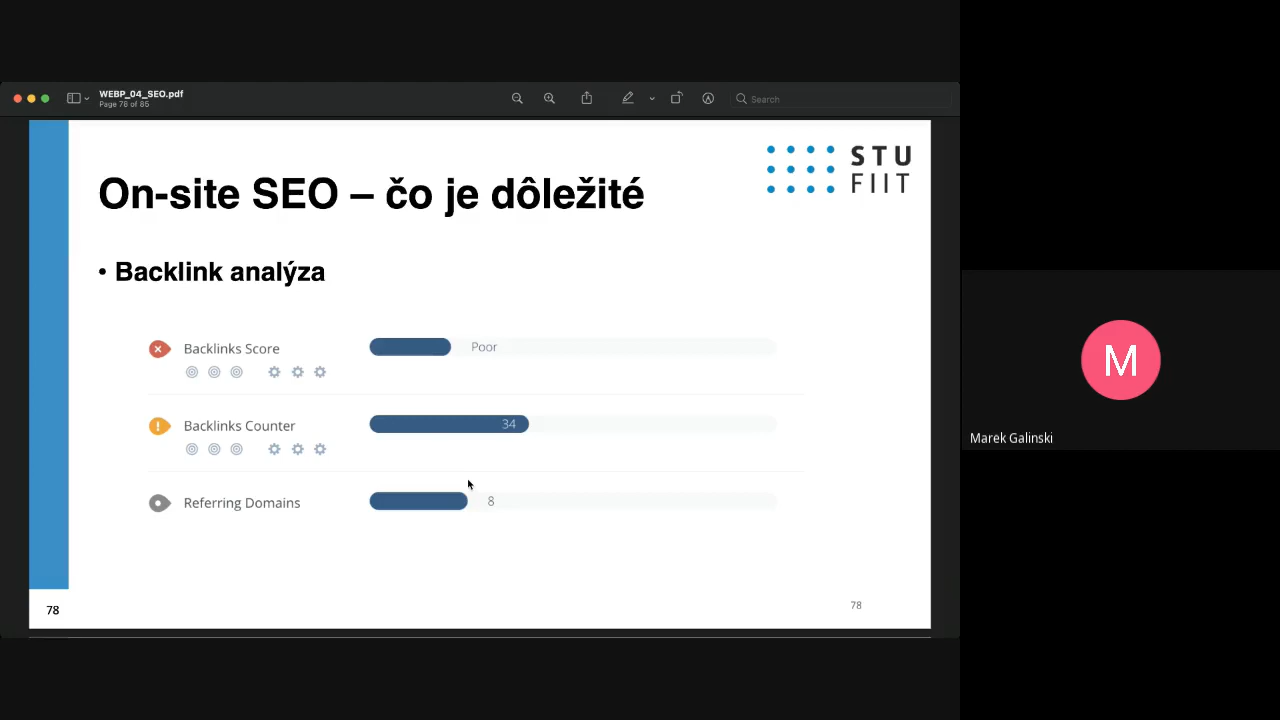 WEBP_04_SEO.pdf
Page 78 of 85
Search
STU
FIIT
On-site SEO – čo je dôležité
• Backlink analýza
Backlinks Score
Poor
Backlinks Counter
34
Referring Domains
8
78
78
M
Marek Galinski